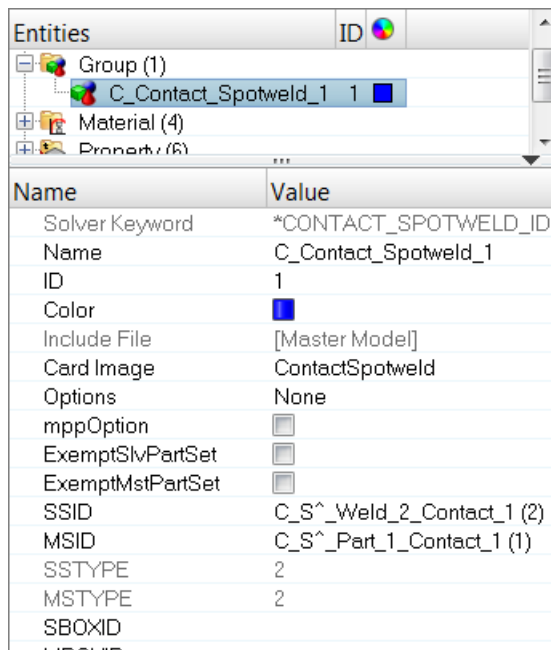 Entities ID
Group (1)
C_Contact_Spotweld_1 1
Material (4)
Property (6)
Name Value
Solver Keyword *CONTACT_SPOTWELD_ID
Name C_Contact_Spotweld_1
ID 1
Color
Include File [Master Model]
Card Image ContactSpotweld
Options None
mppOption
ExemptSlvPartSet
ExemptMstPartSet
SSID C_S^_Weld_2_Contact_1 (2)
MSID C_S^_Part_1_Contact_1 (1)
SSTYPE 2
MSTYPE 2
SBOXID